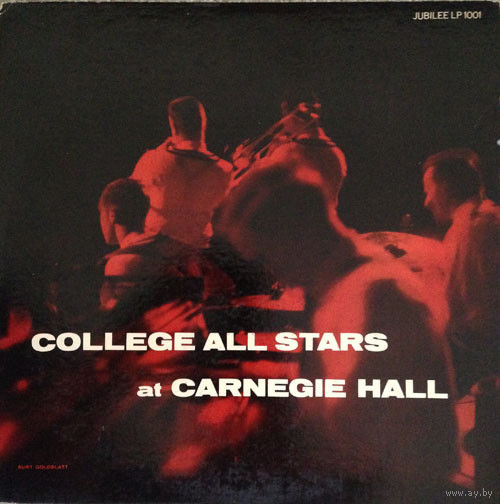 JUBILEE LP 1001
COLLEGE ALL STARS
at CARNEGIE HALL
BURT GOLDBLATT
www.ay.by